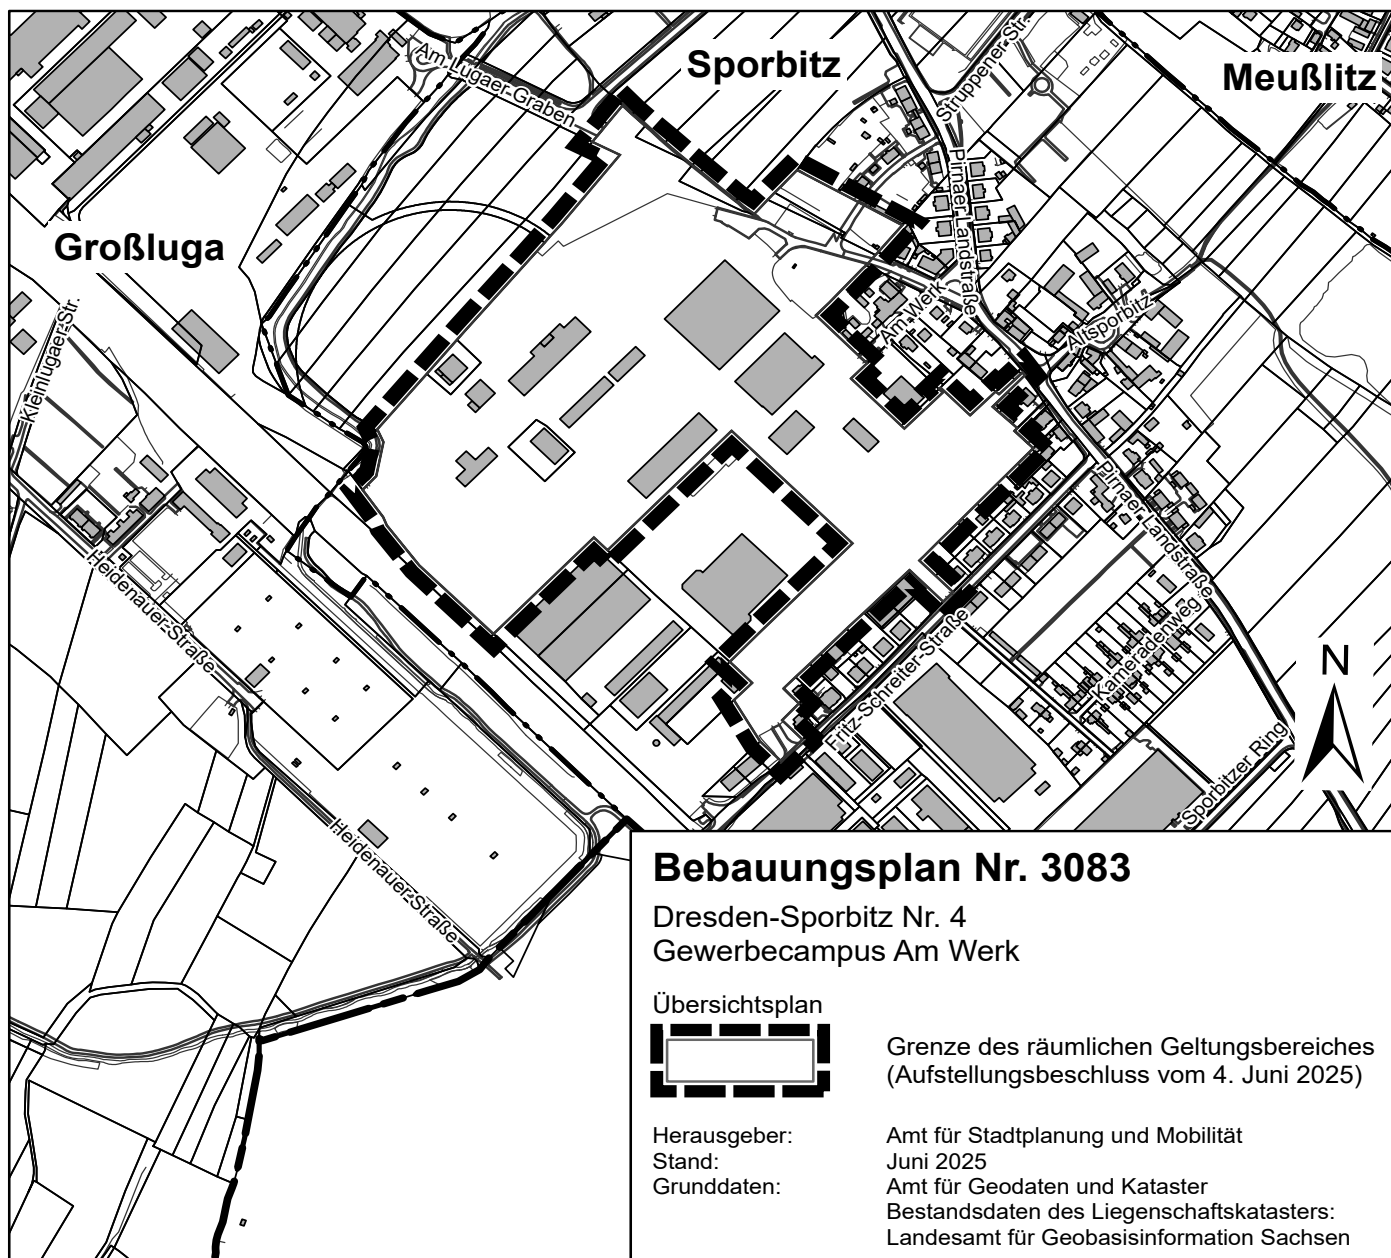 Sporbitz
Meußlitz
Großluga
Am Lugaer-Graben
Struppener-Str.
Pirnaer-Landstraße
Am-Werk
Altsporbitz
Kleinlugaer-Str.
Pirnaer-Landstraße
Heidenauer-Straße
Kameradenweg
Fritz-Schreiter-Straße
Sporbitzer Ring
Heidenauer-Straße
N
Bebauungsplan Nr. 3083
Dresden-Sporbitz Nr. 4
Gewerbecampus Am Werk
Übersichtsplan
Grenze des räumlichen Geltungsbereiches
(Aufstellungsbeschluss vom 4. Juni 2025)
Herausgeber: Amt für Stadtplanung und Mobilität
Stand: Juni 2025
Grunddaten: Amt für Geodaten und Kataster
Bestandsdaten des Liegenschaftskatasters:
Landesamt für Geobasisinformation Sachsen